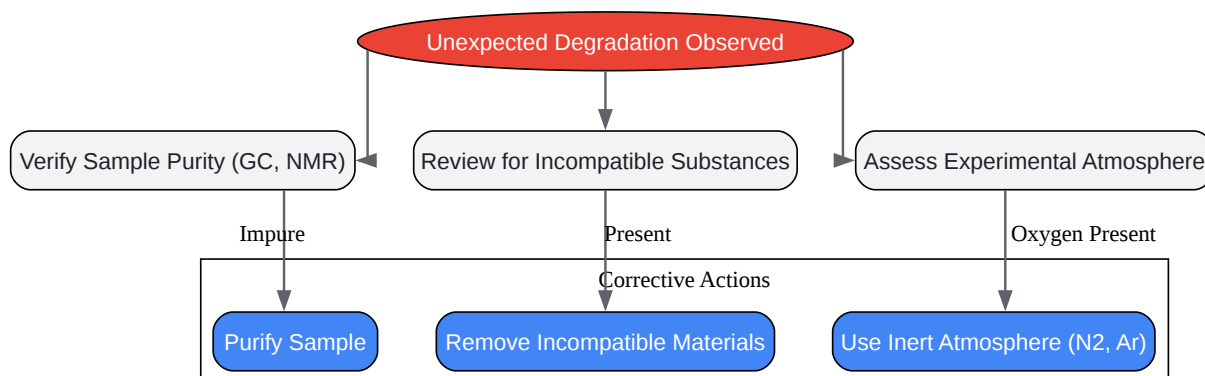 Unexpected Degradation Observed
Verify Sample Purity (GC, NMR)
Review for Incompatible Substances
Assess Experimental Atmosphere
Impure
Present
Oxygen Present
Corrective Actions
Purify Sample
Remove Incompatible Materials
Use Inert Atmosphere (N2, Ar)